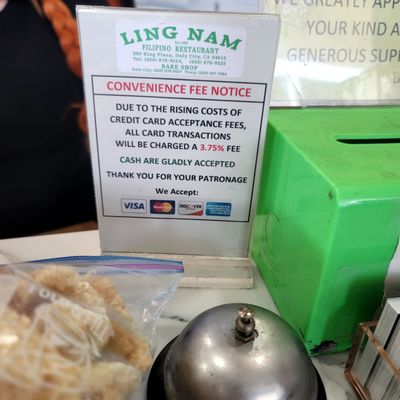 LING NAM
FILIPINO RESTAURANT
BAKE SHOP
CONVENIENCE FEE NOTICE
DUE TO THE RISING COSTS OF
CREDIT CARD ACCEPTANCE FEES,
ALL CARD TRANSACTIONS
WILL BE CHARGED A 3.75% FEE
CASH ARE GLADLY ACCEPTED
THANK YOU FOR YOUR PATRONAGE
We Accept:
VISA MasterCard DISCOVER
WE GREATLY APP
YOUR KIND A
GENEROUS SUP